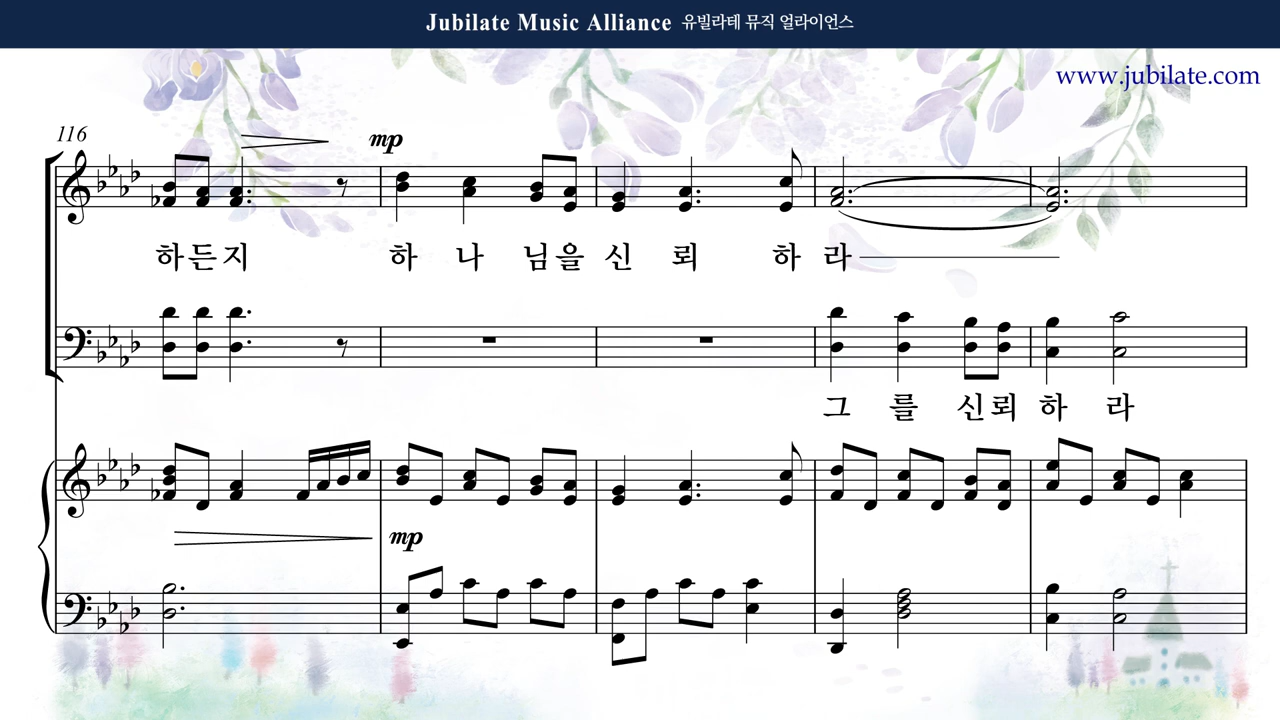 Jubilate Music Alliance 유빌라테 뮤직 얼라이언스
www.jubilate.com
116
mp
하든지 하 나 님을 신 뢰 하 라
그 를 신뢰 하 라
mp